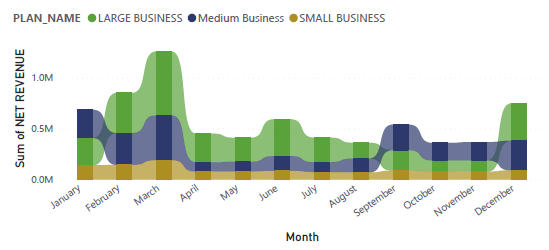 PLAN_NAME LARGE BUSINESS Medium Business SMALL BUSINESS
Sum of NET REVENUE
1.0M
0.5M
0.0M
January February March April May June July August September October November December
Month